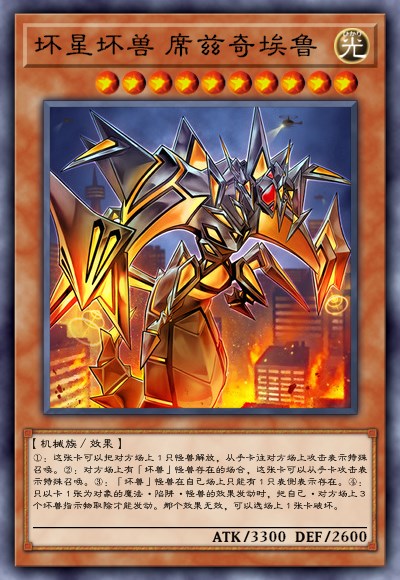 坏星坏兽 席兹奇埃鲁
光
【机械族／效果】
①：这张卡可以把对方场上1只怪兽解放，从手卡往对方场上攻击表示特殊
召唤。②：对方场上有「坏兽」怪兽存在的场合，这张卡可以从手卡攻击表
示特殊召唤。③：「坏兽」怪兽在自己场上只能有1只表侧表示存在。④：
只以1张卡为对象的魔法·陷阱·怪兽的效果发动时，把自己·对方场上3
个坏兽指示物取除才能发动。那个效果无效，可以选场上1张卡破坏。
ATK/3300 DEF/2600